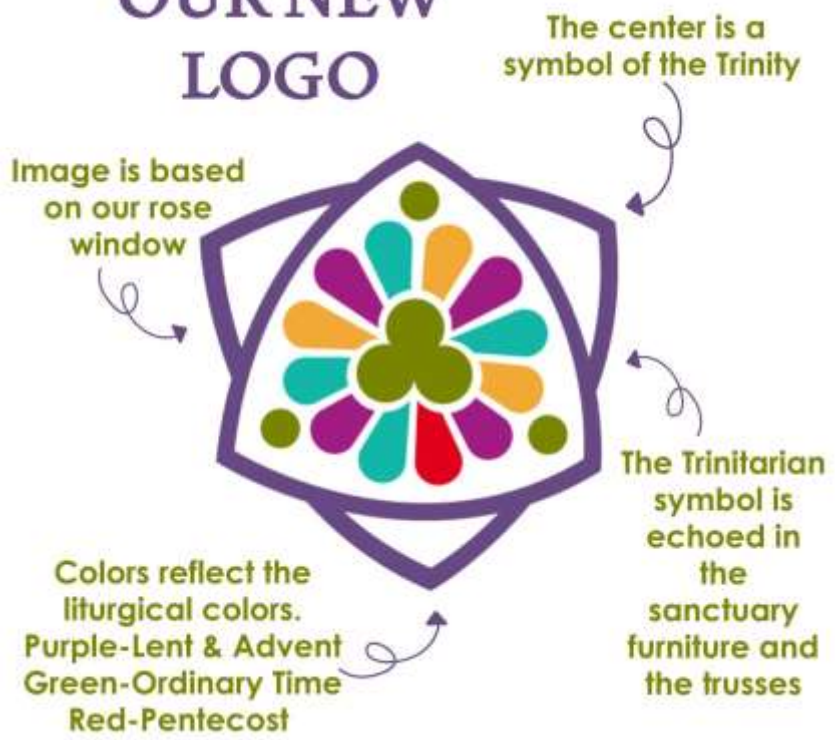 OUR NEW
LOGO
The center is a
symbol of the Trinity
Image is based
on our rose
window
The Trinitarian
symbol is
echoed in
the
sanctuary
furniture and
the trusses
Colors reflect the
liturgical colors.
Purple-Lent & Advent
Green-Ordinary Time
Red-Pentecost